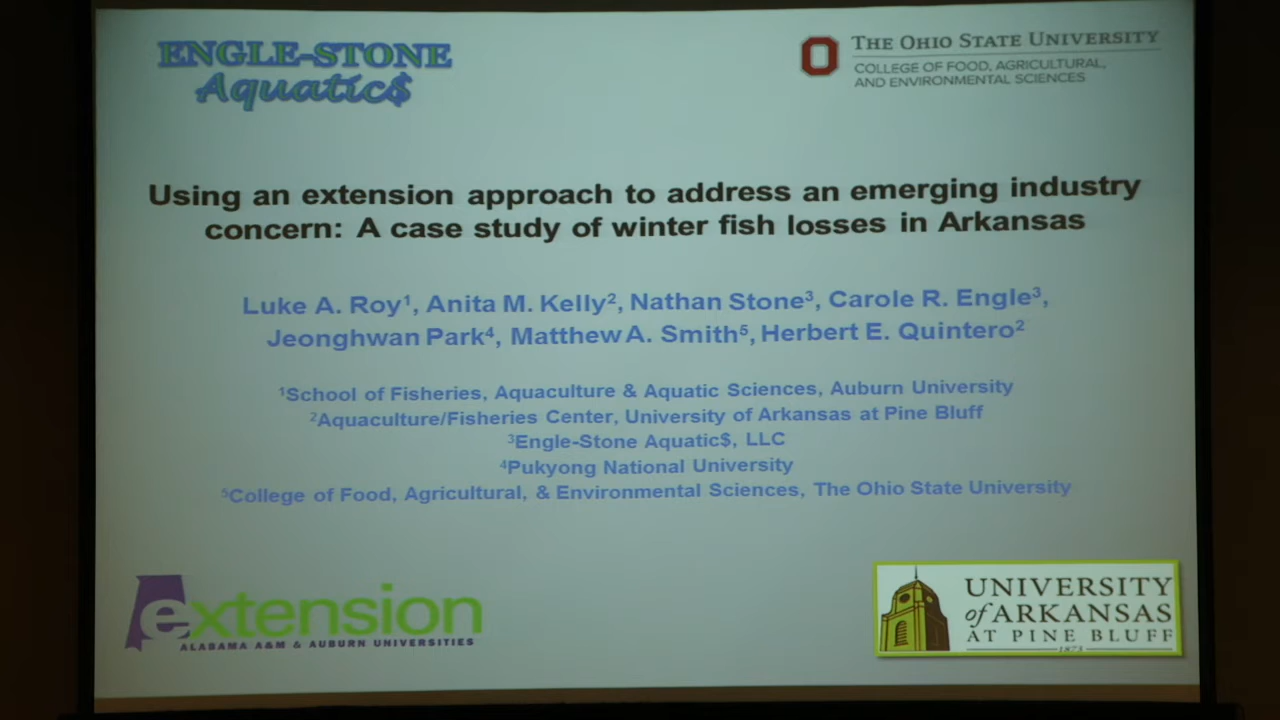 ENGLE-STONE
Aquatic$
THE OHIO STATE UNIVERSITY
COLLEGE OF FOOD, AGRICULTURAL,
AND ENVIRONMENTAL SCIENCES
Using an extension approach to address an emerging industry
concern: A case study of winter fish losses in Arkansas
Luke A. Roy¹, Anita M. Kelly², Nathan Stone³, Carole R. Engle³,
Jeonghwan Park⁴, Matthew A. Smith⁵, Herbert E. Quintero²
¹School of Fisheries, Aquaculture & Aquatic Sciences, Auburn University
²Aquaculture/Fisheries Center, University of Arkansas at Pine Bluff
³Engle-Stone Aquatic$, LLC
⁴Pukyong National University
⁵College of Food, Agricultural, & Environmental Sciences, The Ohio State University
extension
ALABAMA A&M & AUBURN UNIVERSITIES
UNIVERSITY
of ARKANSAS
AT PINE BLUFF
1873